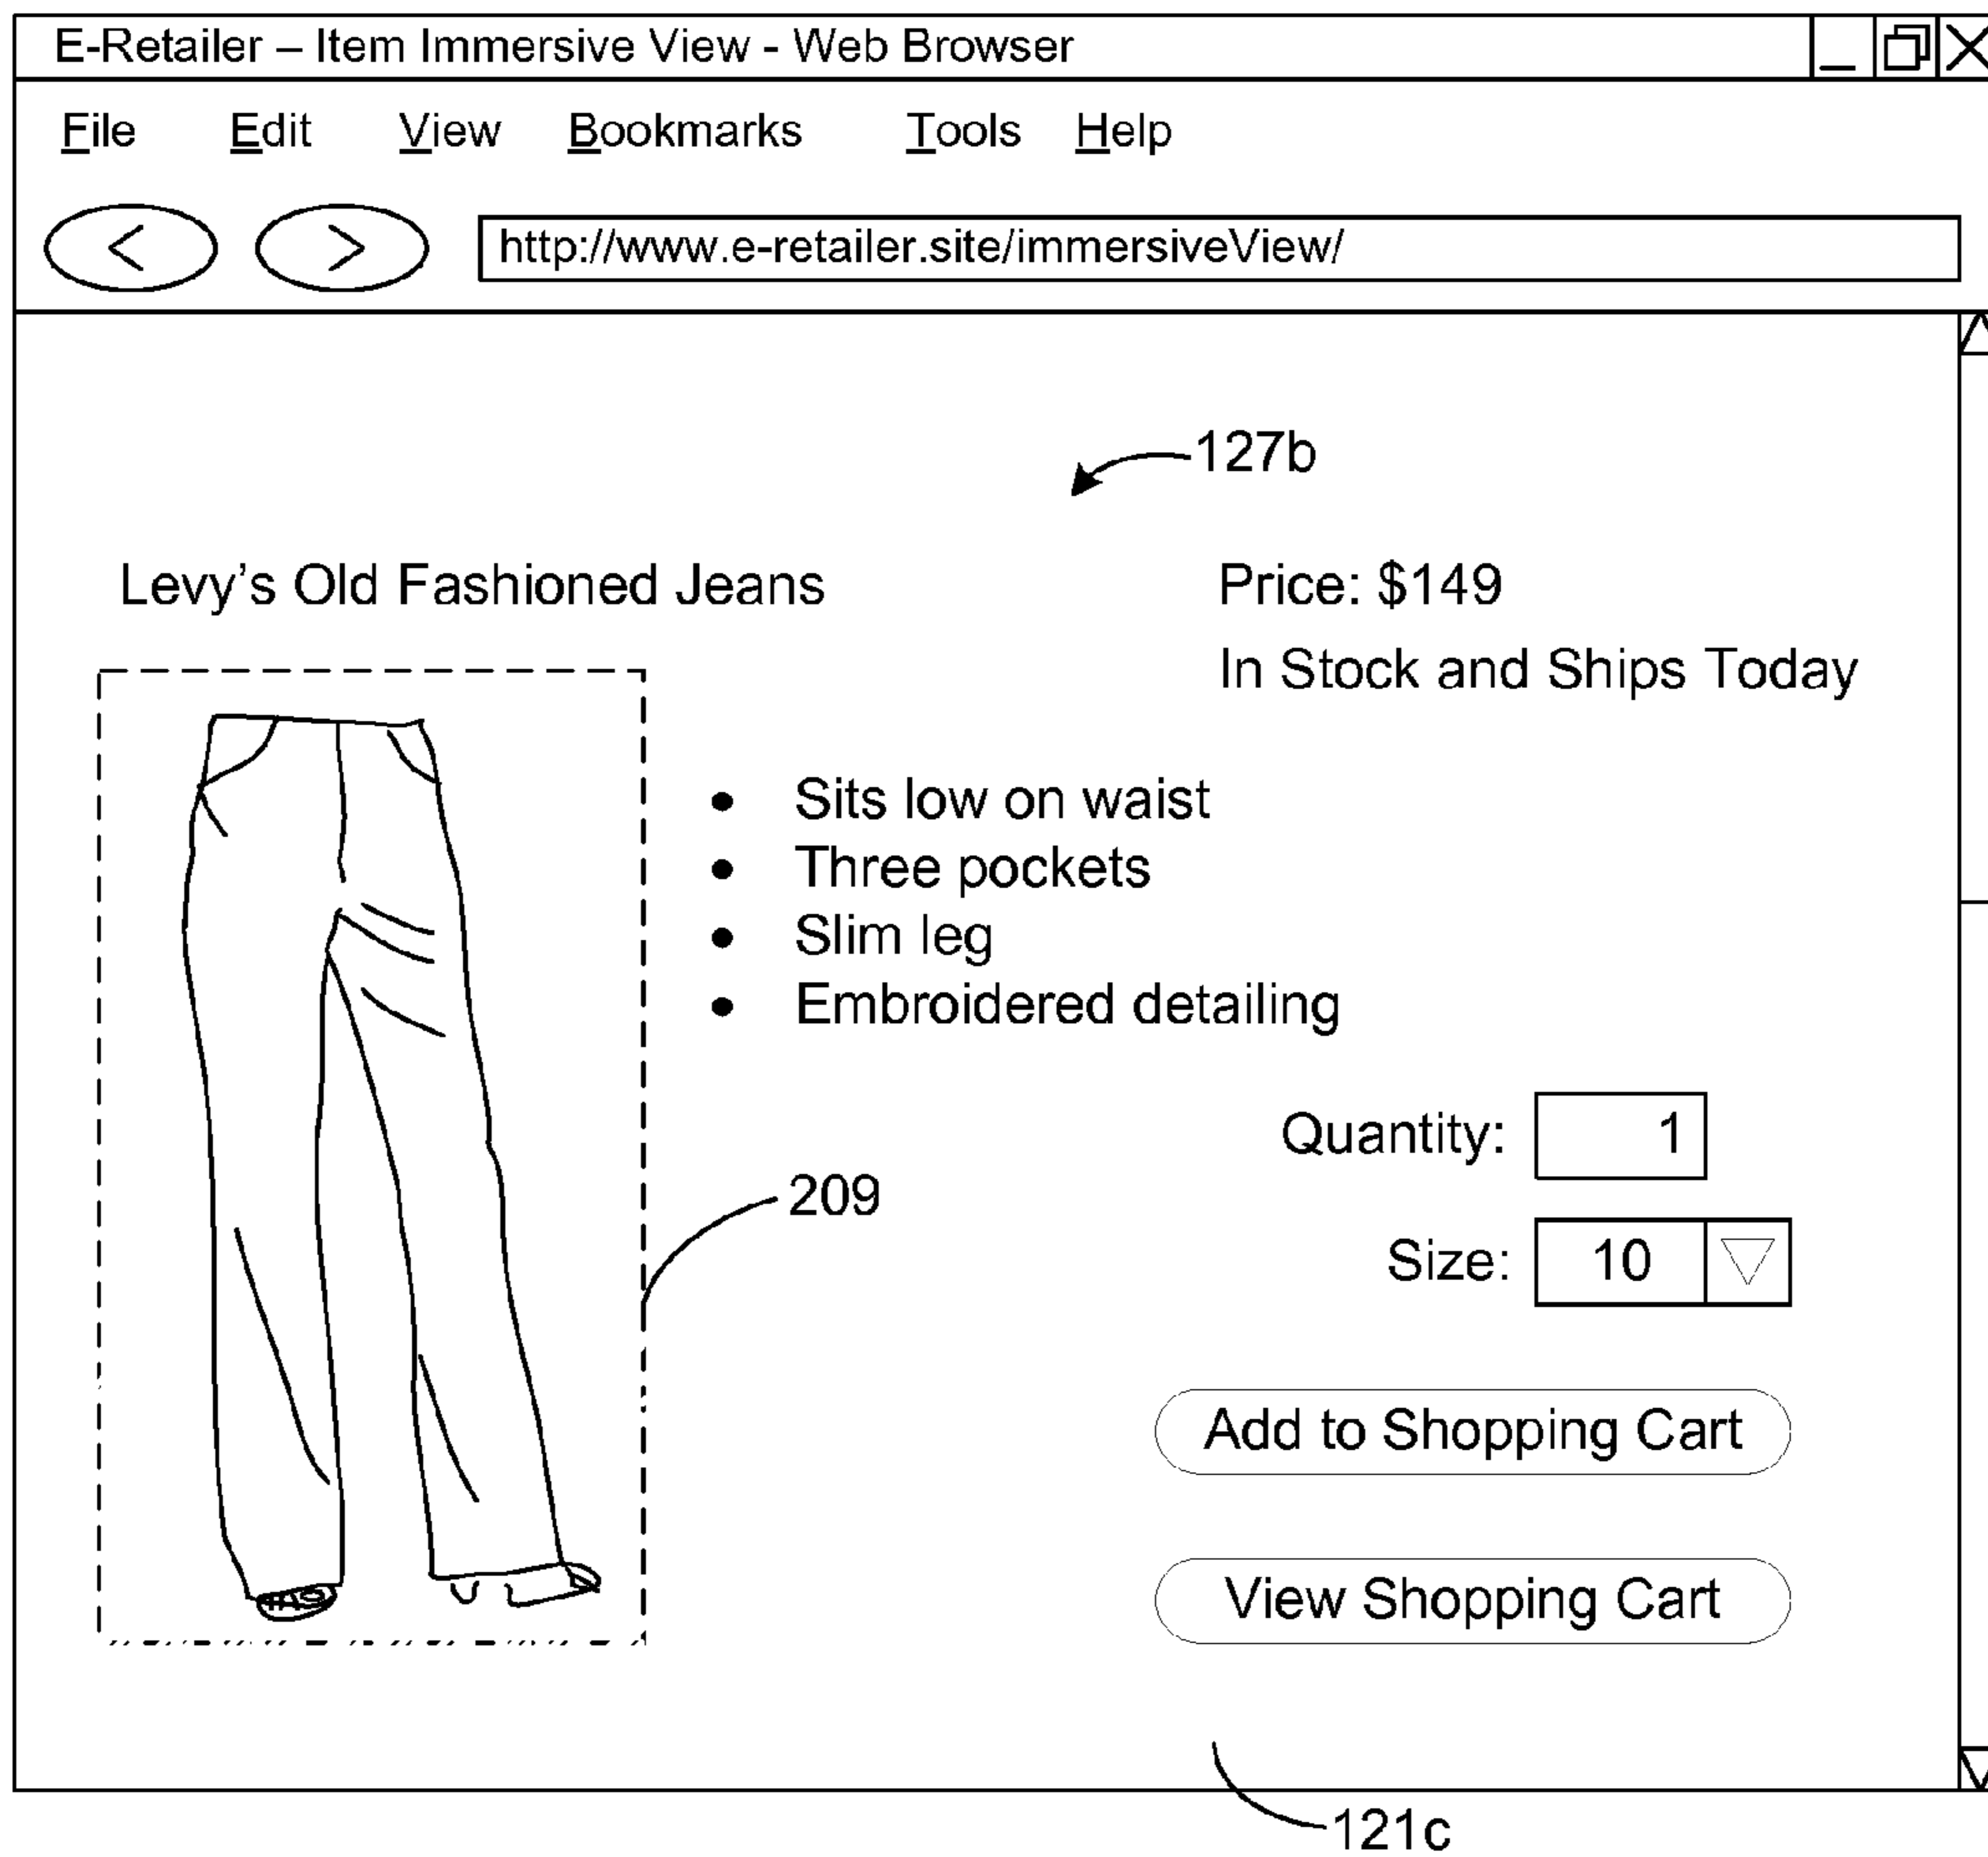 E-Retailer – Item Immersive View - Web Browser
File Edit View Bookmarks Tools Help
< > http://www.e-retailer.site/immersiveView/
127b
Levy’s Old Fashioned Jeans
Price: $149
In Stock and Ships Today
• Sits low on waist
• Three pockets
• Slim leg
• Embroidered detailing
Quantity: 1
209
Size: 10
Add to Shopping Cart
View Shopping Cart
121c